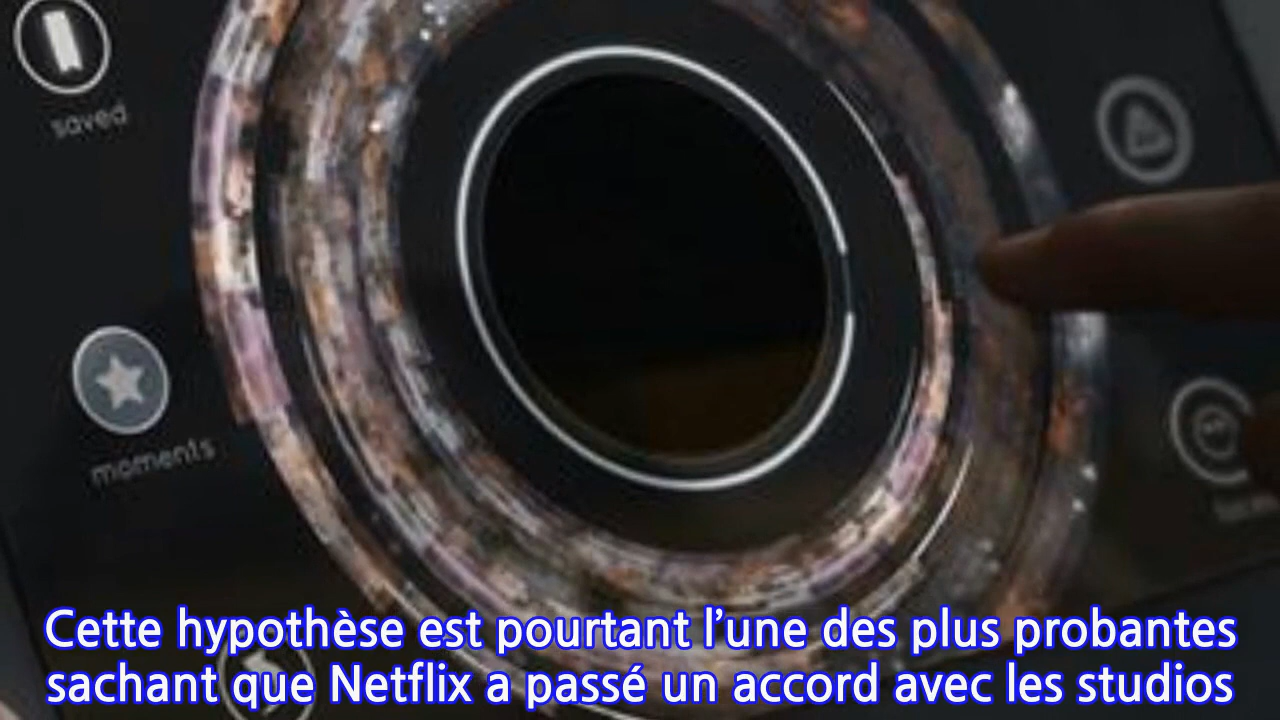 saved
moments
Cette hypothèse est pourtant l’une des plus probantes
sachant que Netflix a passé un accord avec les studios